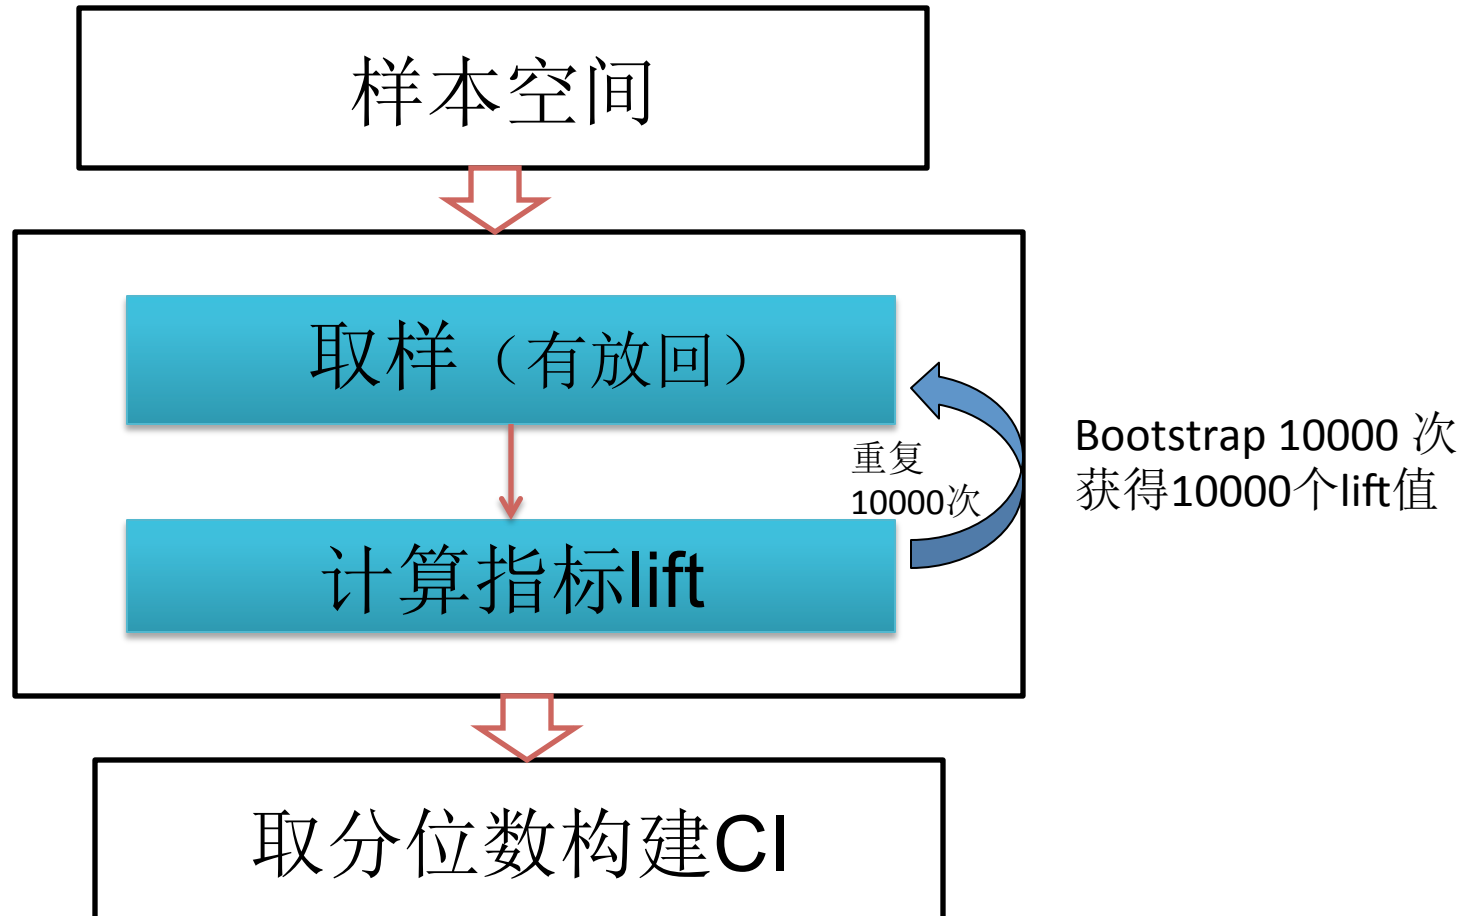 样本空间
取样（有放回）
重复
10000次
Bootstrap 10000 次
获得10000个lift值
计算指标lift
取分位数构建CI